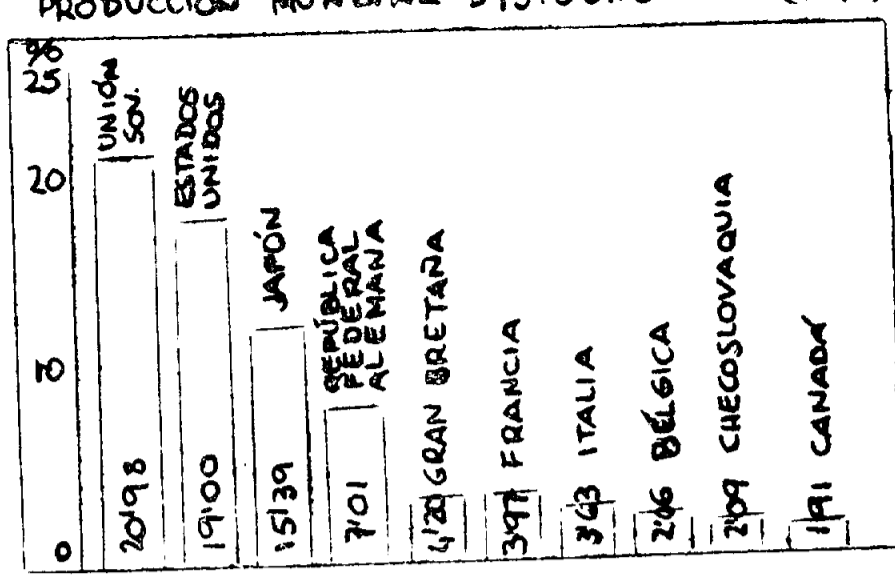 PRODUCCIÓN MUNDIAL
%
25
20
10
0
UNIÓN
SOV.
20'98
ESTADOS
UNIDOS
19'00
JAPÓN
15'39
REPÚBLICA
FEDERAL
ALEMANA
7'01
GRAN BRETAÑA
4'20
FRANCIA
3'97
ITALIA
3'63
BÉLGICA
2'06
CHECOSLOVAQUIA
2'09
CANADÁ
1'91